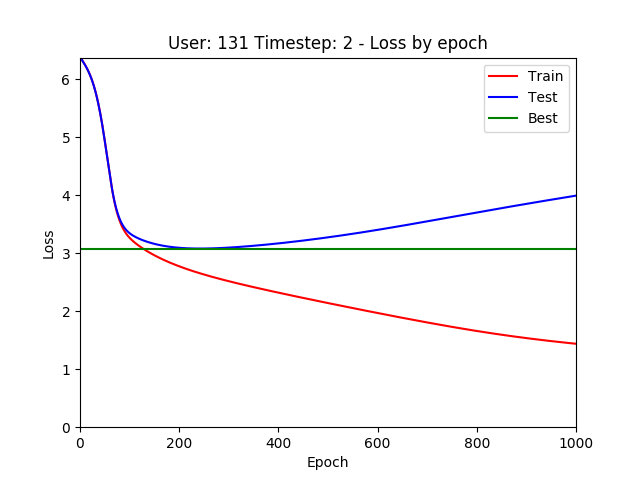 User: 131 Timestep: 2 - Loss by epoch
Train
Test
Best
Loss
6
5
4
3
2
1
0
0 200 400 600 800 1000
Epoch